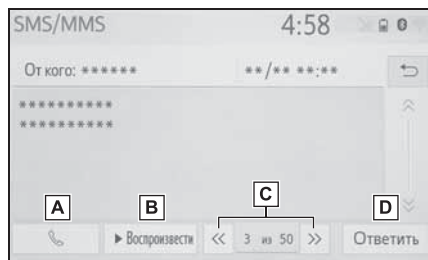 SMS/MMS 4:58
От кого: ****** **/** **:**
**********
**********
A B C D
▶ Воспроизвести << 3 из 50 >> Ответить